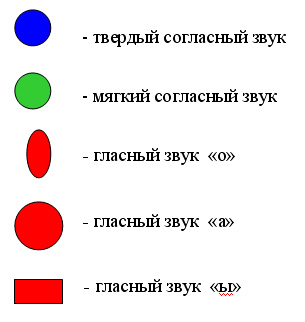 - твердый согласный звук
- мягкий согласный звук
- гласный звук «о»
- гласный звук «а»
- гласный звук «ы»